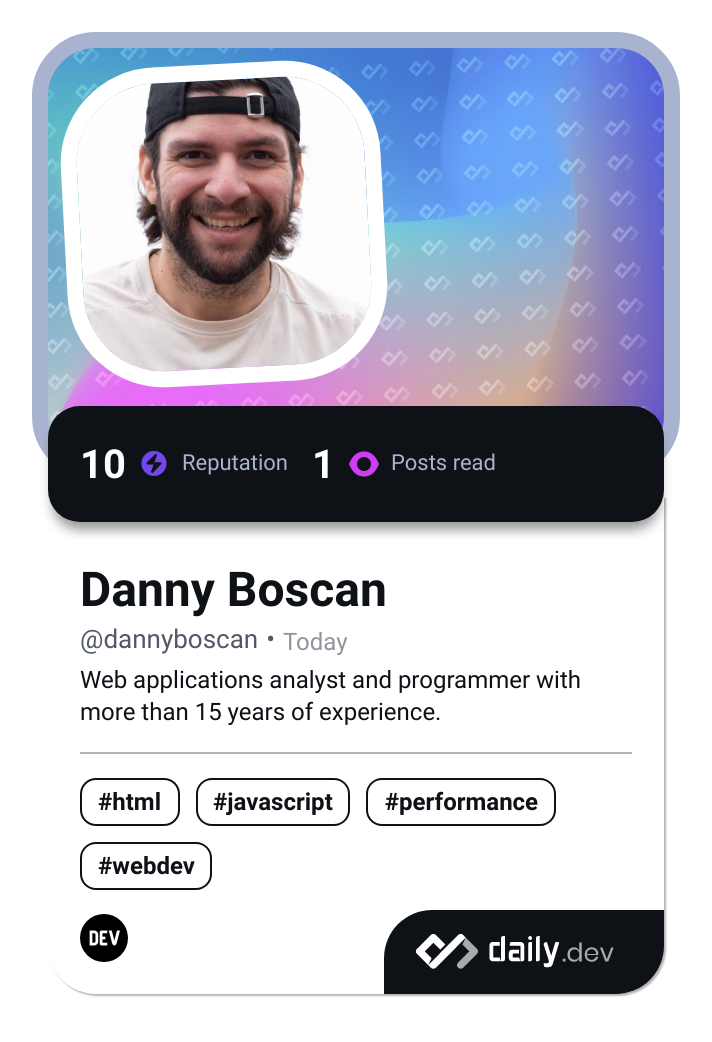 10 Reputation 1 Posts read
Danny Boscan
@dannyboscan • Today
Web applications analyst and programmer with
more than 15 years of experience.
#html #javascript #performance
#webdev
DEV
daily.dev